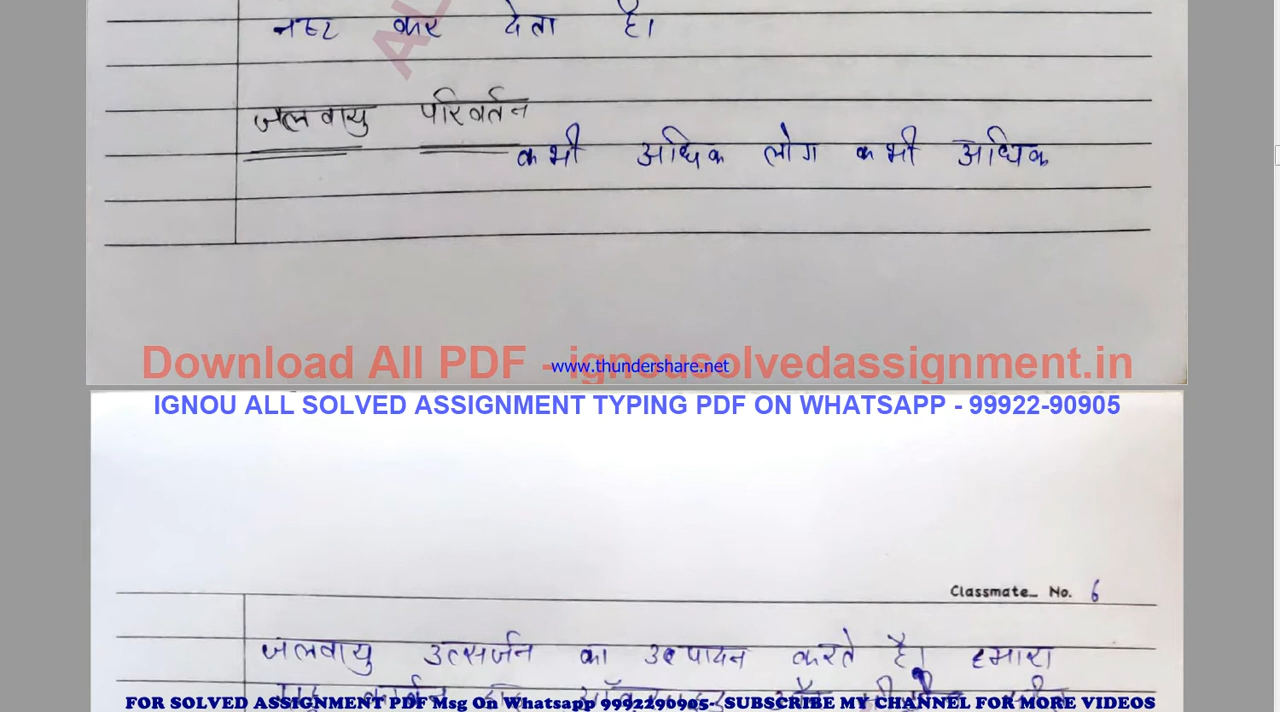 नष्ट कर देता है।
जलवायु परिवर्तन
कभी अधिक लोग कभी अधिक
Download All PDF - ignousolvedassignment.in
www.thundershare.net
IGNOU ALL SOLVED ASSIGNMENT TYPING PDF ON WHATSAPP - 99922-90905
Classmate No. 6
जलवायु उत्सर्जन का उत्पादन करते है। हमारा
FOR SOLVED ASSIGNMENT PDF Msg On Whatsapp 9992290905- SUBSCRIBE MY CHANNEL FOR MORE VIDEOS